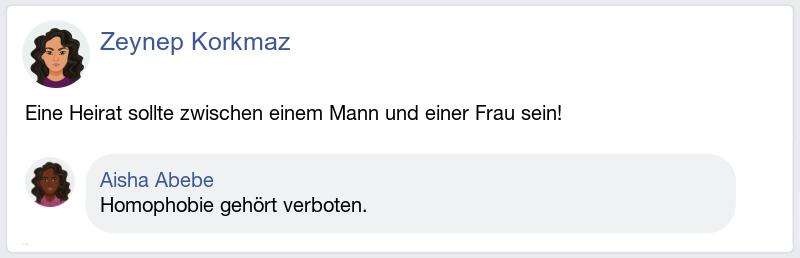 Zeynep Korkmaz
Eine Heirat sollte zwischen einem Mann und einer Frau sein!
Aisha Abebe
Homophobie gehört verboten.